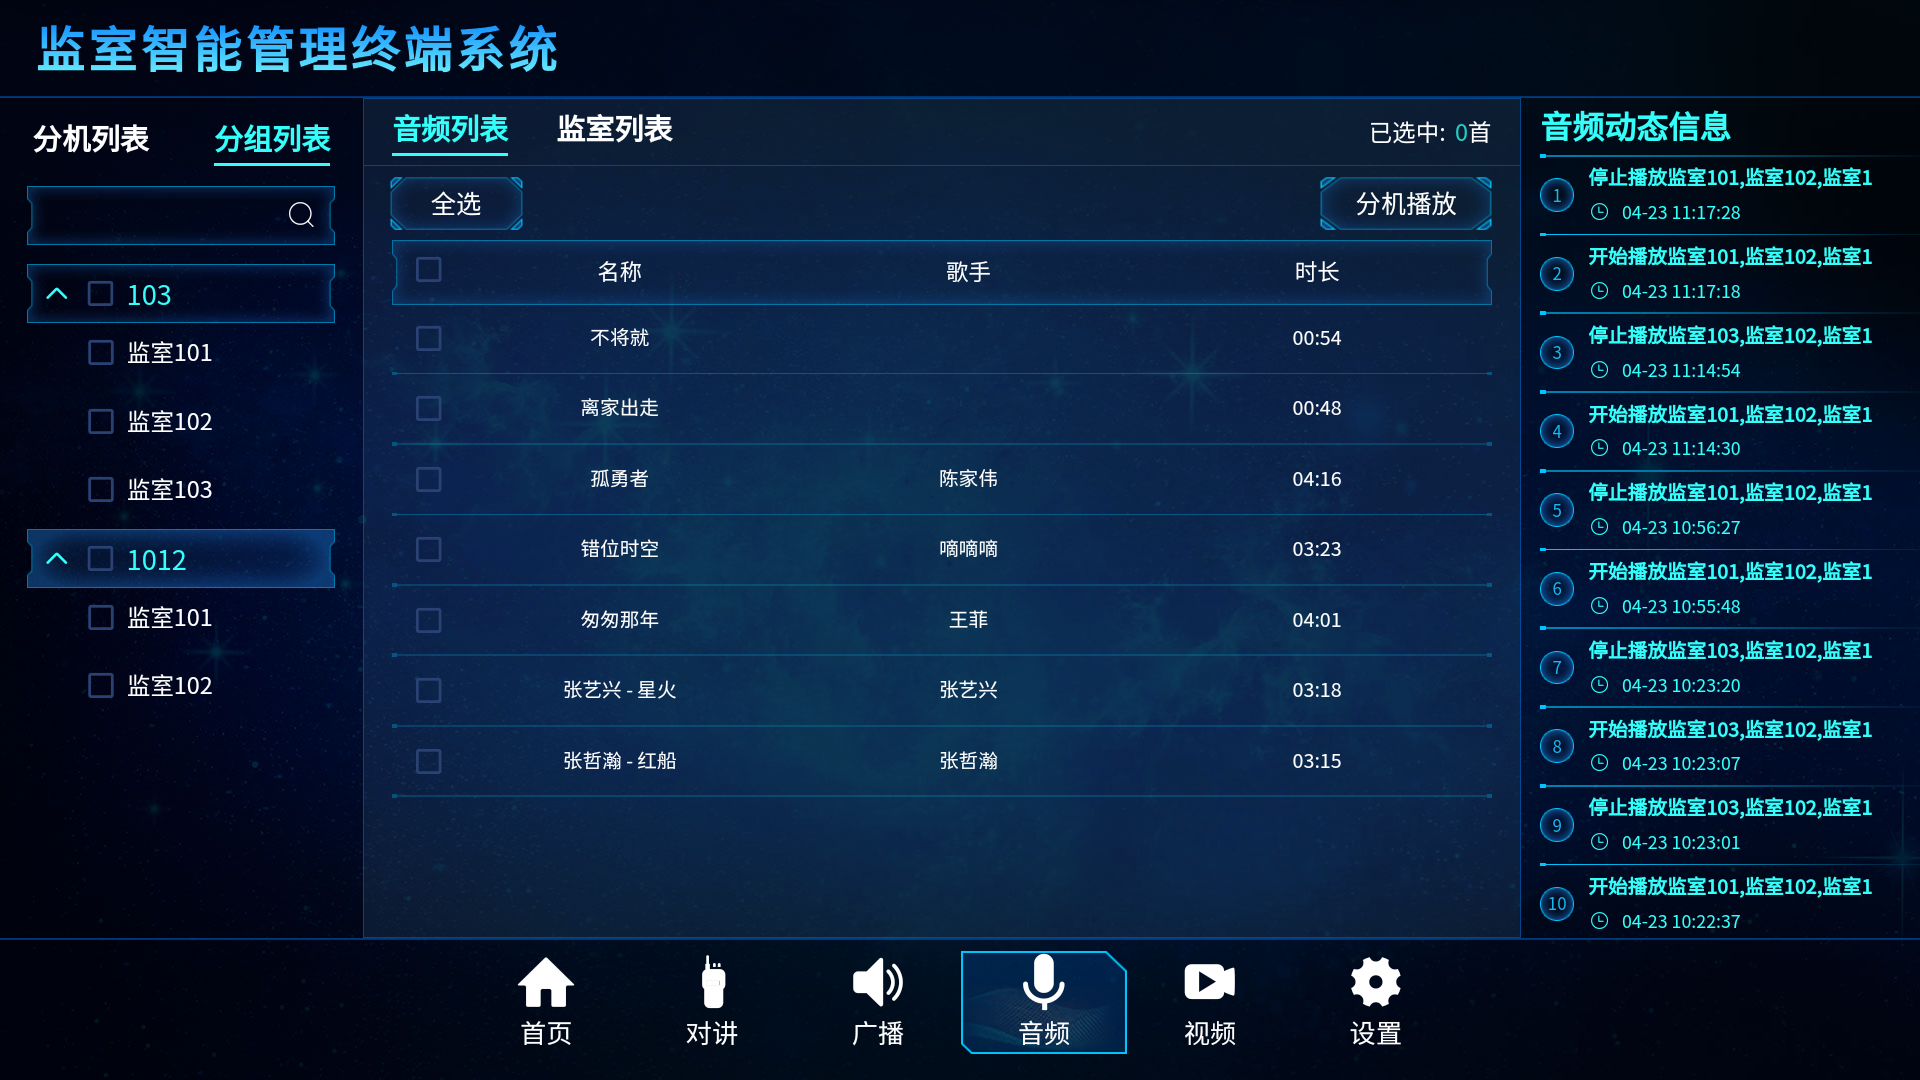 监室智能管理终端系统
分机列表 分组列表
103
监室101
监室102
监室103
1012
监室101
监室102
音频列表 监室列表 已选中: 0首
全选 分机播放
名称 歌手 时长
不将就 00:54
离家出走 00:48
孤勇者 陈家伟 04:16
错位时空 嘀嘀嘀 03:23
匆匆那年 王菲 04:01
张艺兴 - 星火 张艺兴 03:18
张哲瀚 - 红船 张哲瀚 03:15
音频动态信息
1 停止播放监室101,监室102,监室1
04-23 11:17:28
2 开始播放监室101,监室102,监室1
04-23 11:17:18
3 停止播放监室103,监室102,监室1
04-23 11:14:54
4 开始播放监室101,监室102,监室1
04-23 11:14:30
5 停止播放监室101,监室102,监室1
04-23 10:56:27
6 开始播放监室101,监室102,监室1
04-23 10:55:48
7 停止播放监室103,监室102,监室1
04-23 10:23:20
8 开始播放监室103,监室102,监室1
04-23 10:23:07
9 停止播放监室103,监室102,监室1
04-23 10:23:01
10 开始播放监室101,监室102,监室1
04-23 10:22:37
首页 对讲 广播 音频 视频 设置